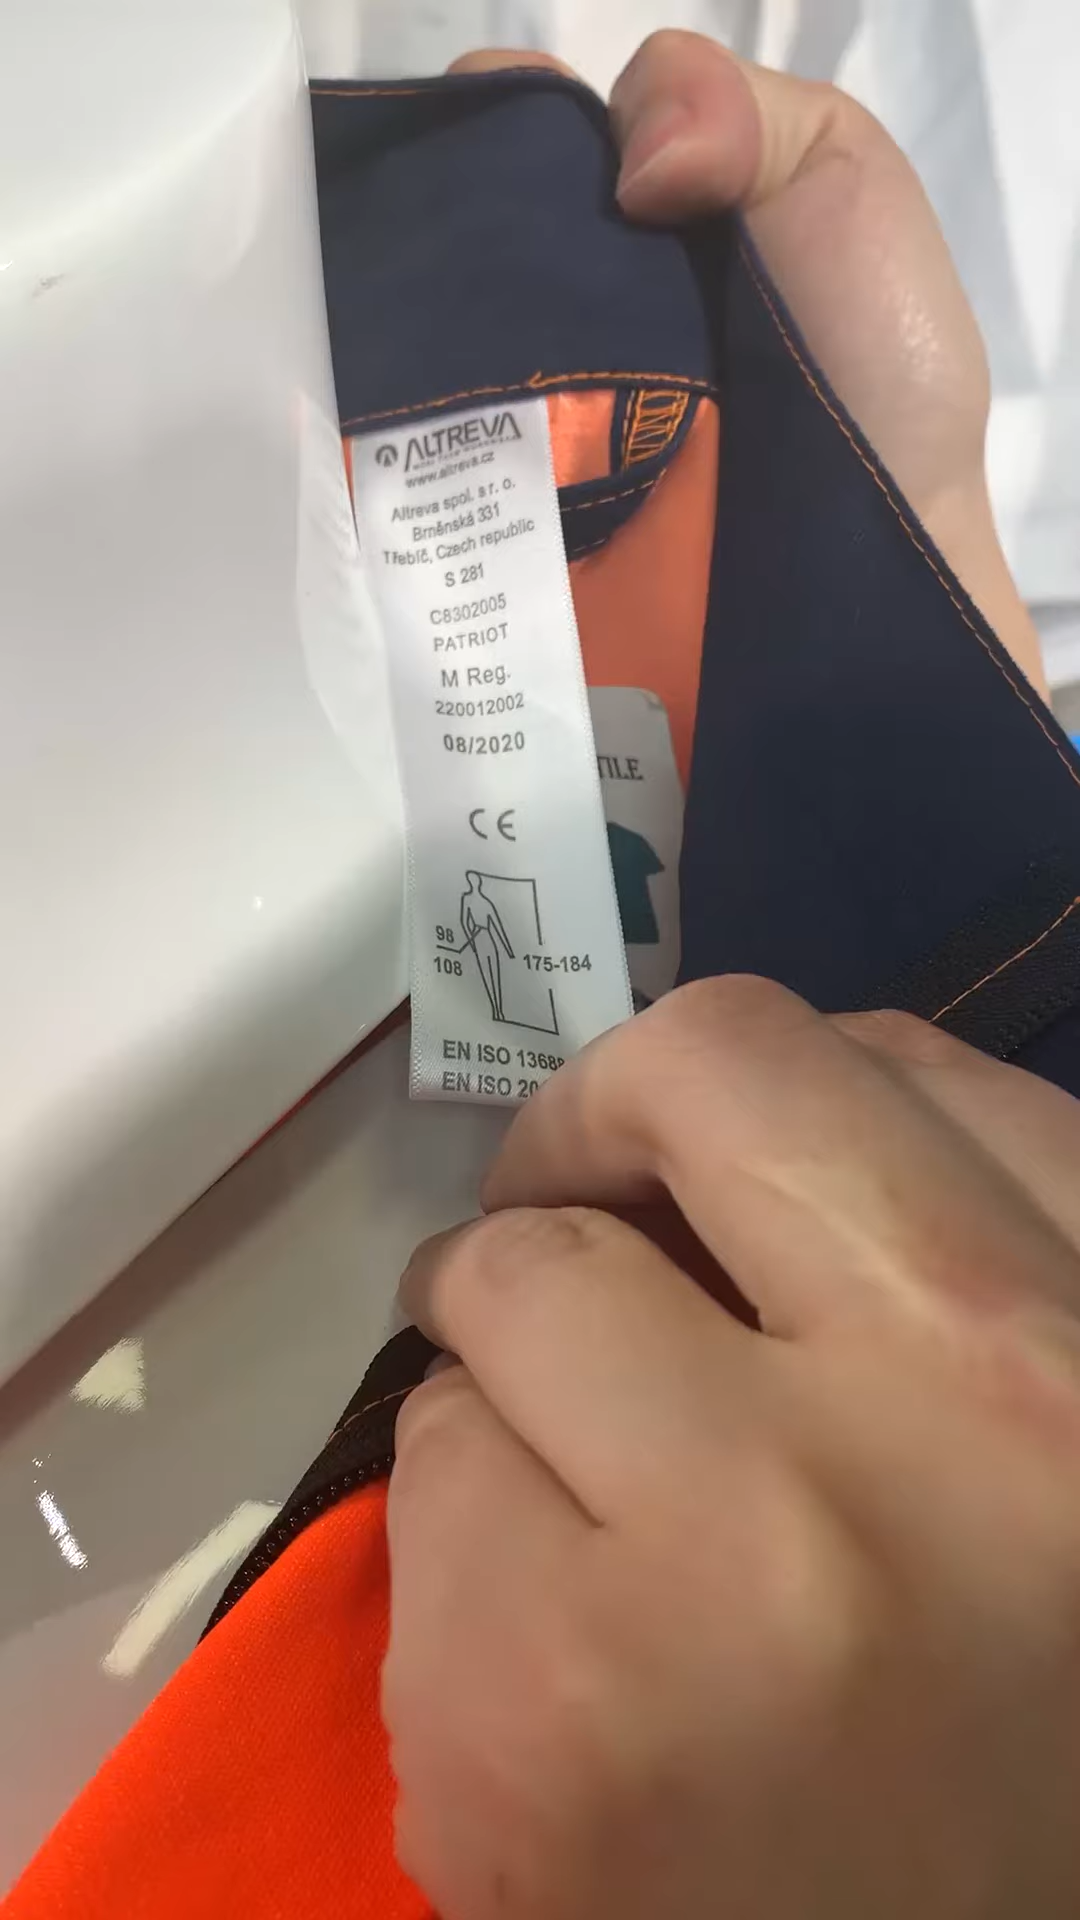 ALTREVA
www.altreva.cz
Altreva spol. s r. o.
Brněnská 331
Třebíč, Czech republic
S 281
C8302005
PATRIOT
M Reg.
220012002
08/2020
CE
98
108
175-184
EN ISO 13688
EN ISO 20
TILE